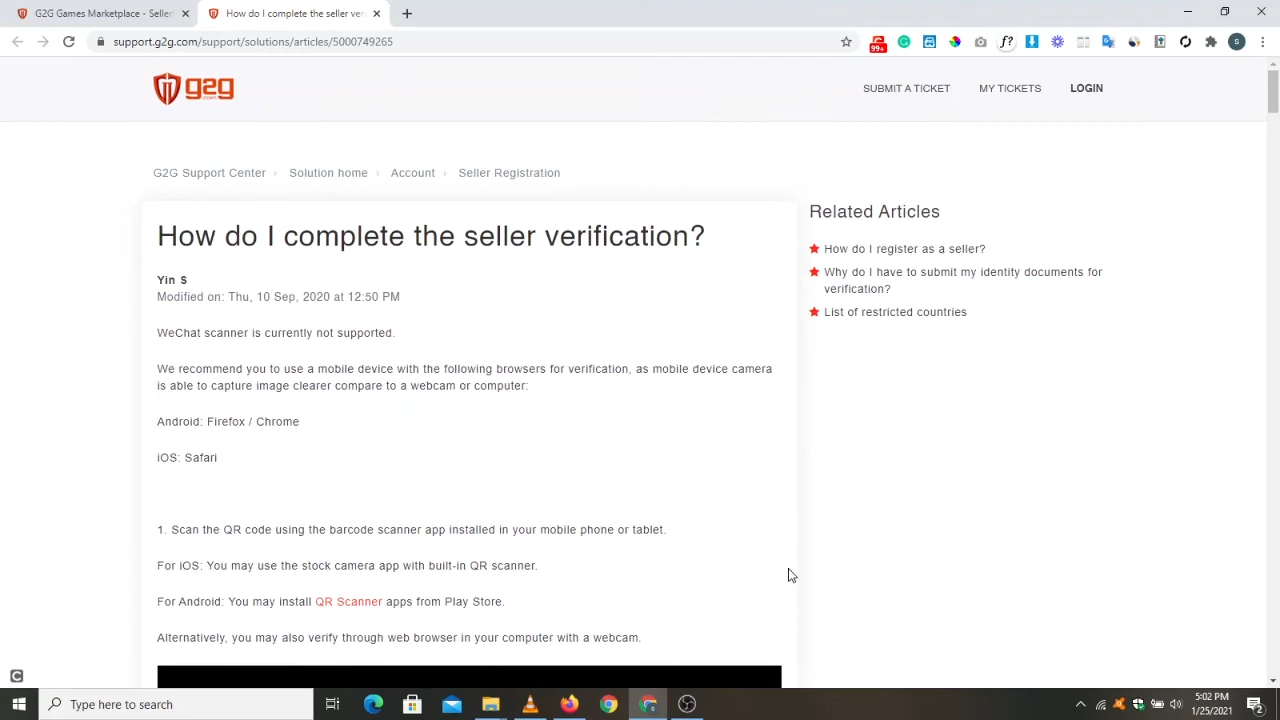 G2G Games Marketplace - Seller
How do I complete the seller ver
support.g2g.com/support/solutions/articles/5000749265
99+
f?
S
g2g
.com
SUBMIT A TICKET
MY TICKETS
LOGIN
G2G Support Center
Solution home
Account
Seller Registration
How do I complete the seller verification?
Yin S
Modified on: Thu, 10 Sep, 2020 at 12:50 PM
WeChat scanner is currently not supported.
We recommend you to use a mobile device with the following browsers for verification, as mobile device camera
is able to capture image clearer compare to a webcam or computer:
Android: Firefox / Chrome
iOS: Safari
1. Scan the QR code using the barcode scanner app installed in your mobile phone or tablet.
For iOS: You may use the stock camera app with built-in QR scanner.
For Android: You may install QR Scanner apps from Play Store.
Alternatively, you may also verify through web browser in your computer with a webcam.
Related Articles
How do I register as a seller?
Why do I have to submit my identity documents for
verification?
List of restricted countries
Type here to search
5:02 PM
1/25/2021
2